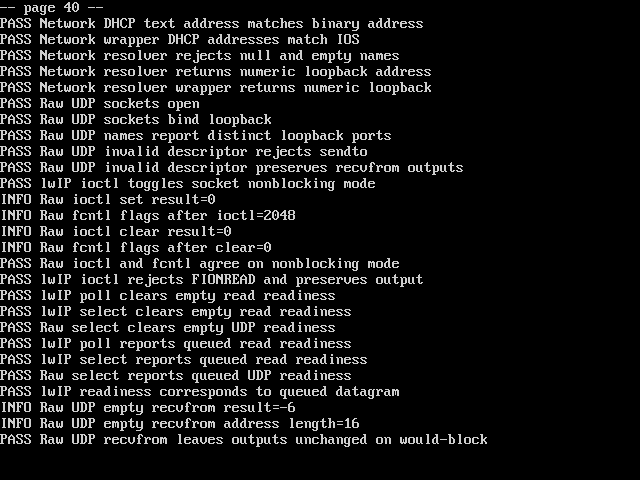 -- page 40 --
PASS Network DHCP text address matches binary address
PASS Network wrapper DHCP addresses match IOS
PASS Network resolver rejects null and empty names
PASS Network resolver returns numeric loopback address
PASS Network resolver wrapper returns numeric loopback
PASS Raw UDP sockets open
PASS Raw UDP sockets bind loopback
PASS Raw UDP names report distinct loopback ports
PASS Raw UDP invalid descriptor rejects sendto
PASS Raw UDP invalid descriptor preserves recvfrom outputs
PASS lwIP ioctl toggles socket nonblocking mode
INFO Raw ioctl set result=0
INFO Raw fcntl flags after ioctl=2048
INFO Raw ioctl clear result=0
INFO Raw fcntl flags after clear=0
PASS Raw ioctl and fcntl agree on nonblocking mode
PASS lwIP ioctl rejects FIONREAD and preserves output
PASS lwIP poll clears empty read readiness
PASS lwIP select clears empty read readiness
PASS Raw select clears empty UDP readiness
PASS lwIP poll reports queued read readiness
PASS lwIP select reports queued read readiness
PASS Raw select reports queued UDP readiness
PASS lwIP readiness corresponds to queued datagram
INFO Raw UDP empty recvfrom result=-6
INFO Raw UDP empty recvfrom address length=16
PASS Raw UDP recvfrom leaves outputs unchanged on would-block